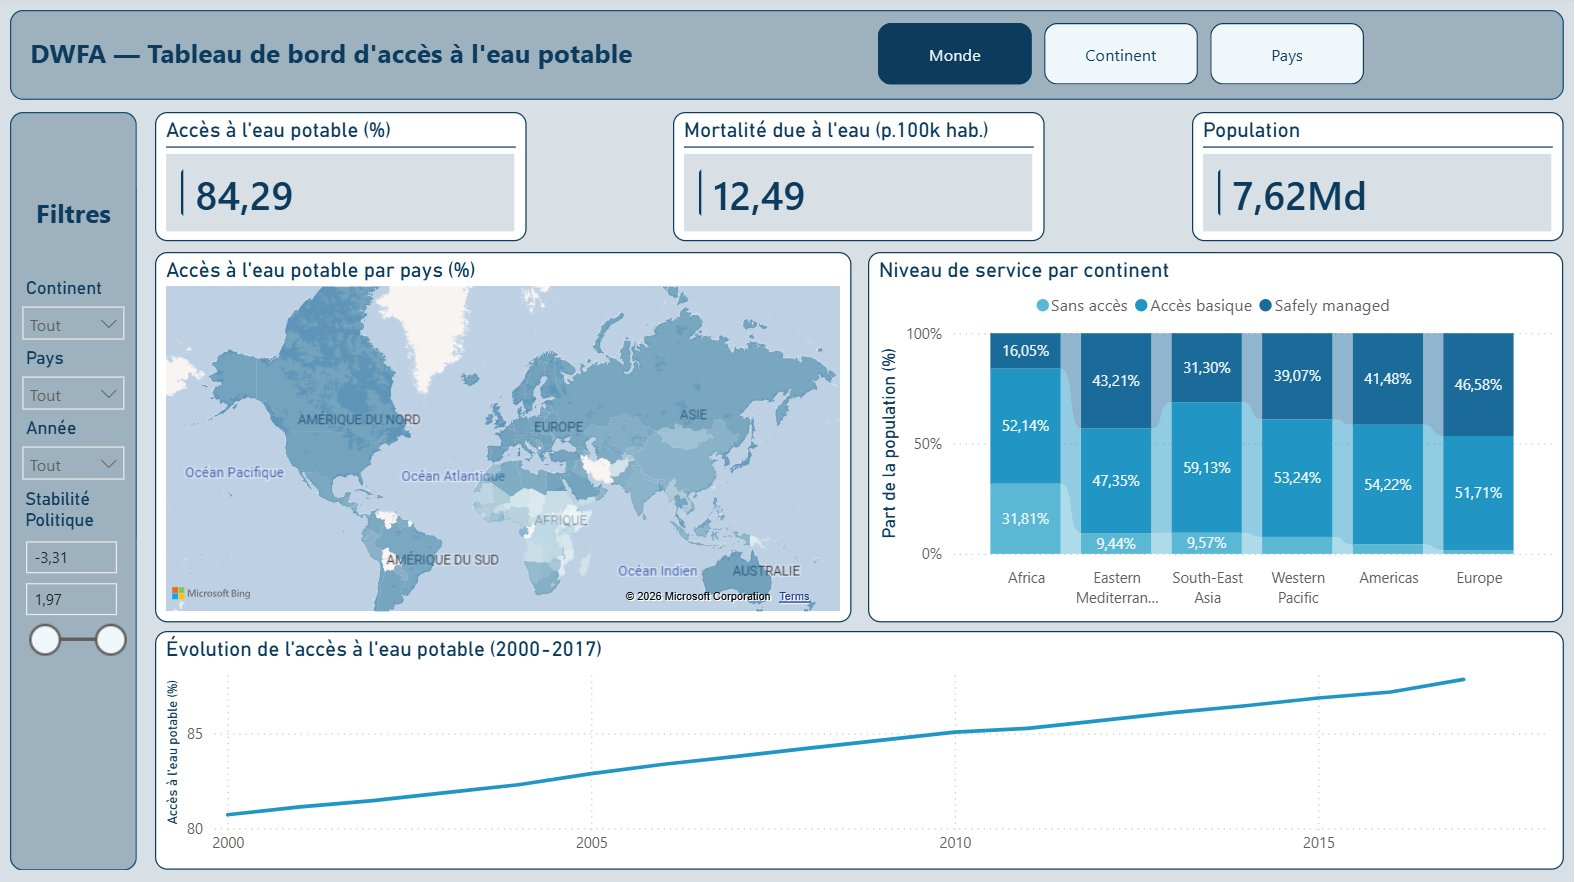 DWFA — Tableau de bord d'accès à l'eau potable
Monde
Continent
Pays
Filtres
Continent
Tout
Pays
Tout
Année
Tout
Stabilité
Politique
-3,31
1,97
Accès à l'eau potable (%)
84,29
Mortalité due à l'eau (p.100k hab.)
12,49
Population
7,62Md
Accès à l'eau potable par pays (%)
AMÉRIQUE DU NORD
EUROPE
ASIE
Océan Pacifique
Océan Atlantique
AFRIQUE
AMÉRIQUE DU SUD
Océan Indien
AUSTRALIE
Microsoft Bing
© 2026 Microsoft Corporation Terms
Niveau de service par continent
Sans accès
Accès basique
Safely managed
Part de la population (%)
100%
50%
0%
16,05%
52,14%
31,81%
43,21%
47,35%
9,44%
31,30%
59,13%
9,57%
39,07%
53,24%
41,48%
54,22%
46,58%
51,71%
Africa
Eastern
Mediterran...
South-East
Asia
Western
Pacific
Americas
Europe
Évolution de l'accès à l'eau potable (2000-2017)
Accès à l'eau potable (%)
85
80
2000
2005
2010
2015